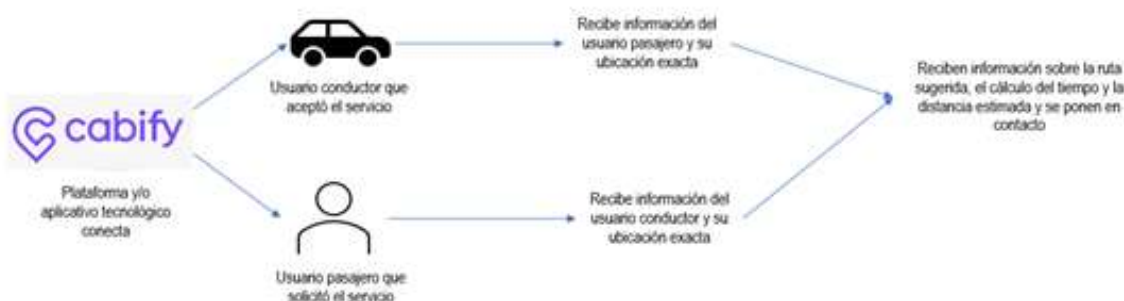 cabify
Plataforma y/o
aplicativo tecnológico
conecta
Usuario conductor que
aceptó el servicio
Recibe información del
usuario pasajero y su
ubicación exacta
Usuario pasajero que
solicitó el servicio
Recibe información del
usuario conductor y su
ubicación exacta
Reciben información sobre la ruta
sugerida, el cálculo del tiempo y la
distancia estimada y se ponen en
contacto